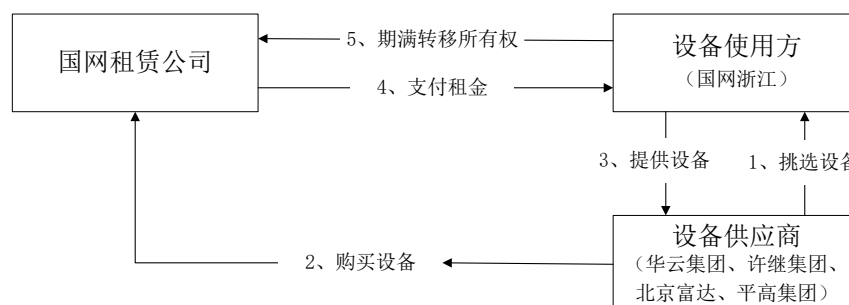 5、期满转移所有权
国网租赁公司
设备使用方
（国网浙江）
4、支付租金
3、提供设备
1、挑选设备
设备供应商
2、购买设备
（华云集团、许继集团、
北京富达、平高集团）